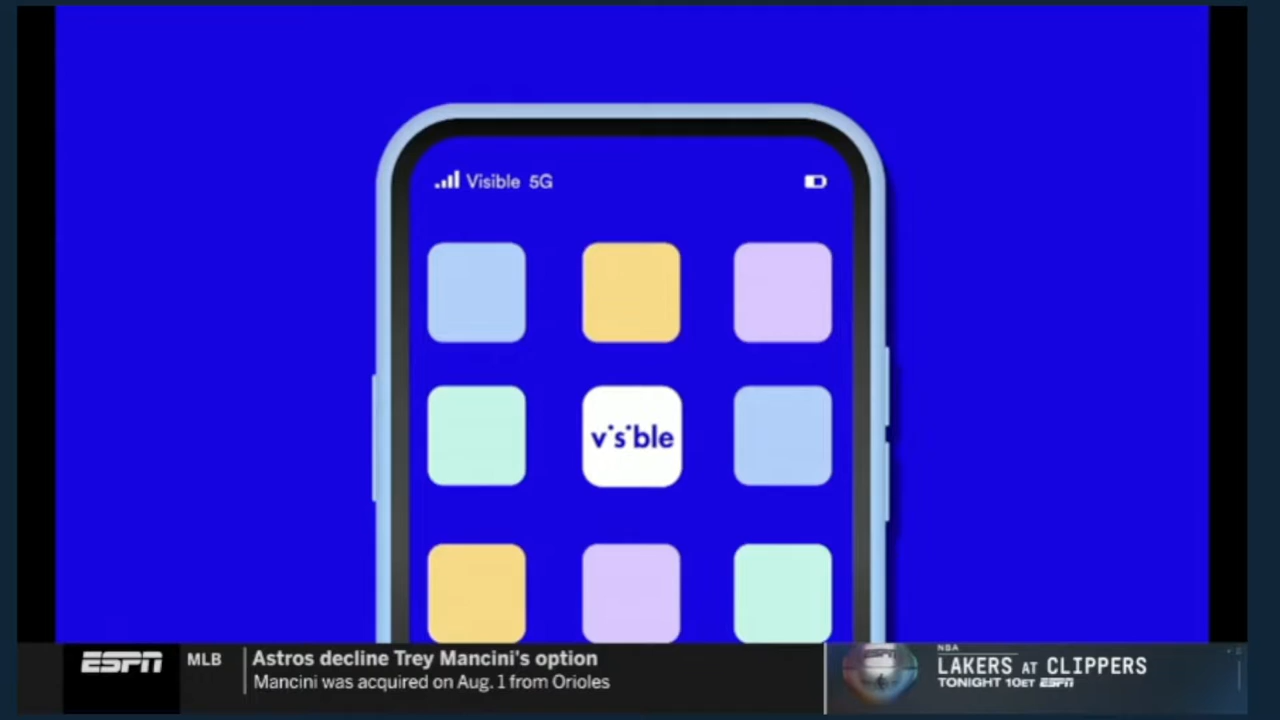 Visible 5G
visible
ESPN
MLB
Astros decline Trey Mancini's option
Mancini was acquired on Aug. 1 from Orioles
NBA
LAKERS AT CLIPPERS
TONIGHT 10ET ESPN